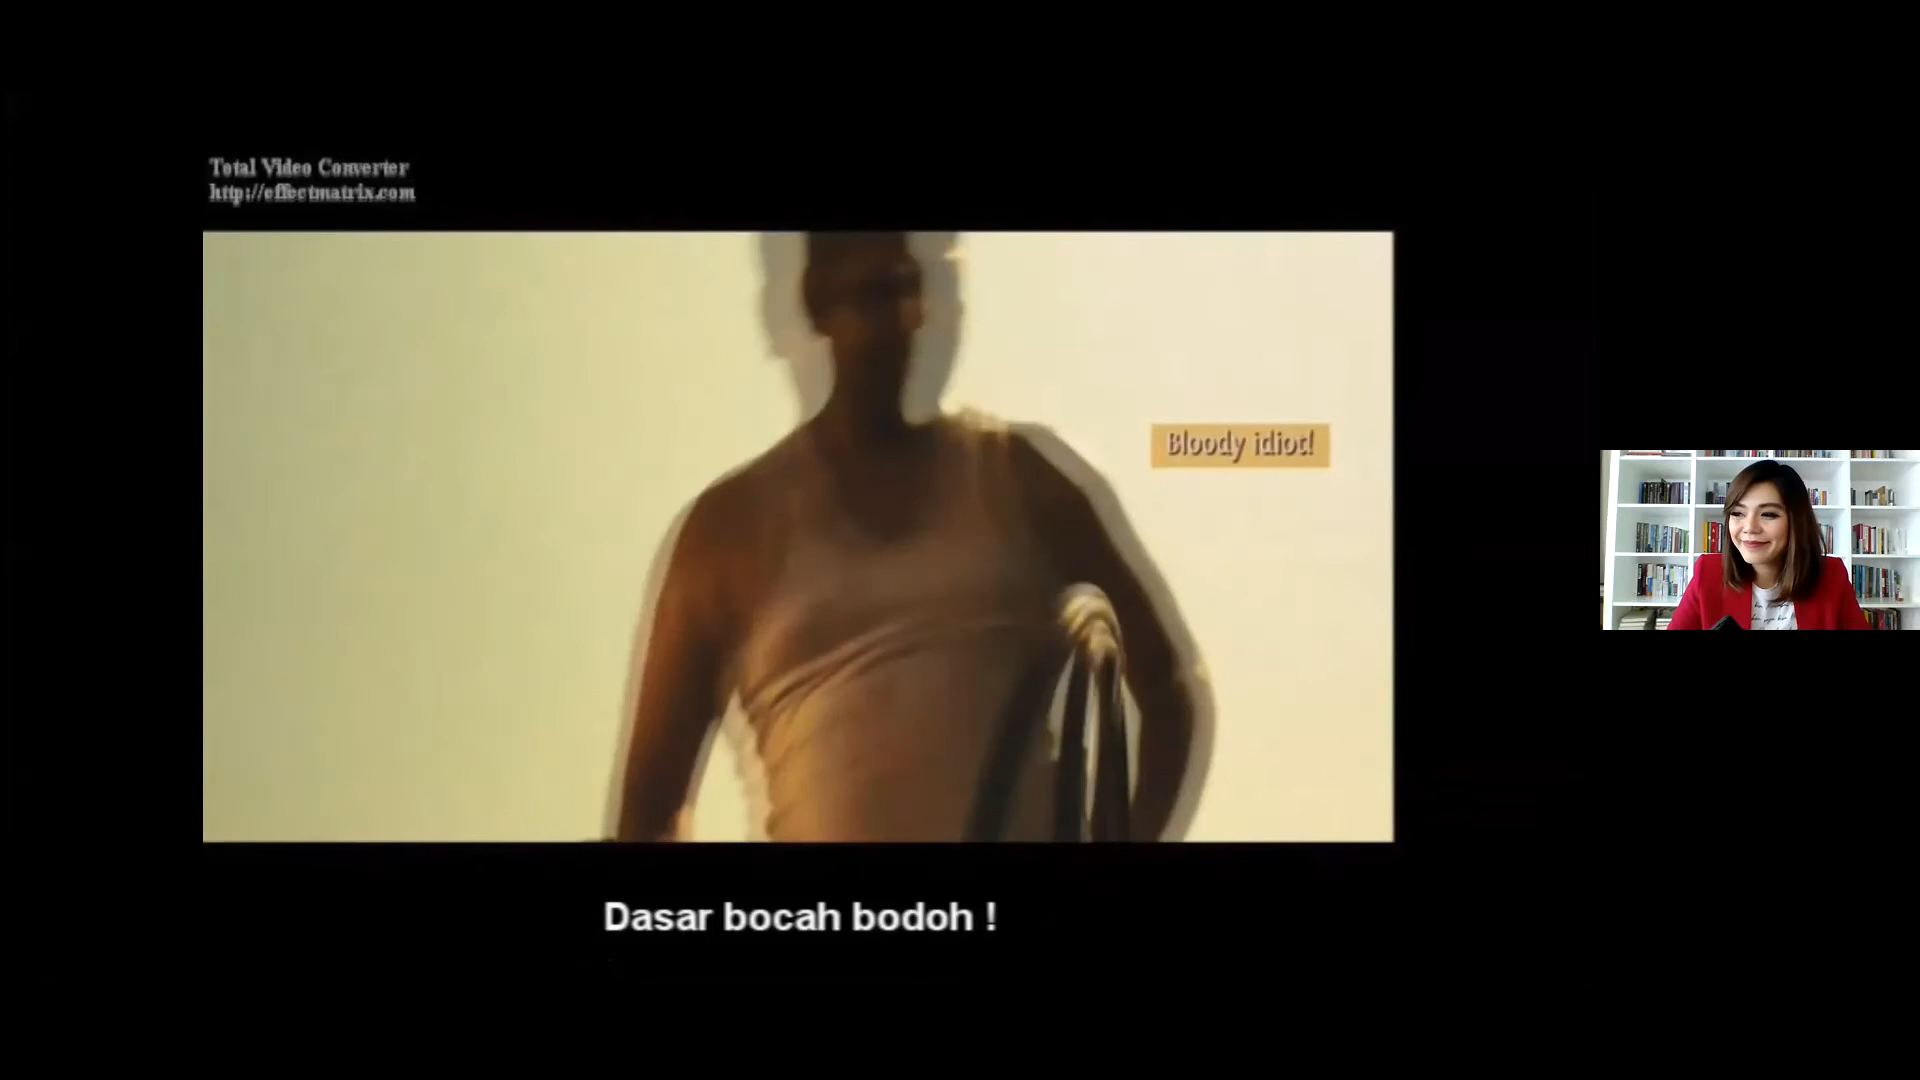 Total Video Converter
http://effectmatrix.com
Bloody idiot!
Dasar bocah bodoh !